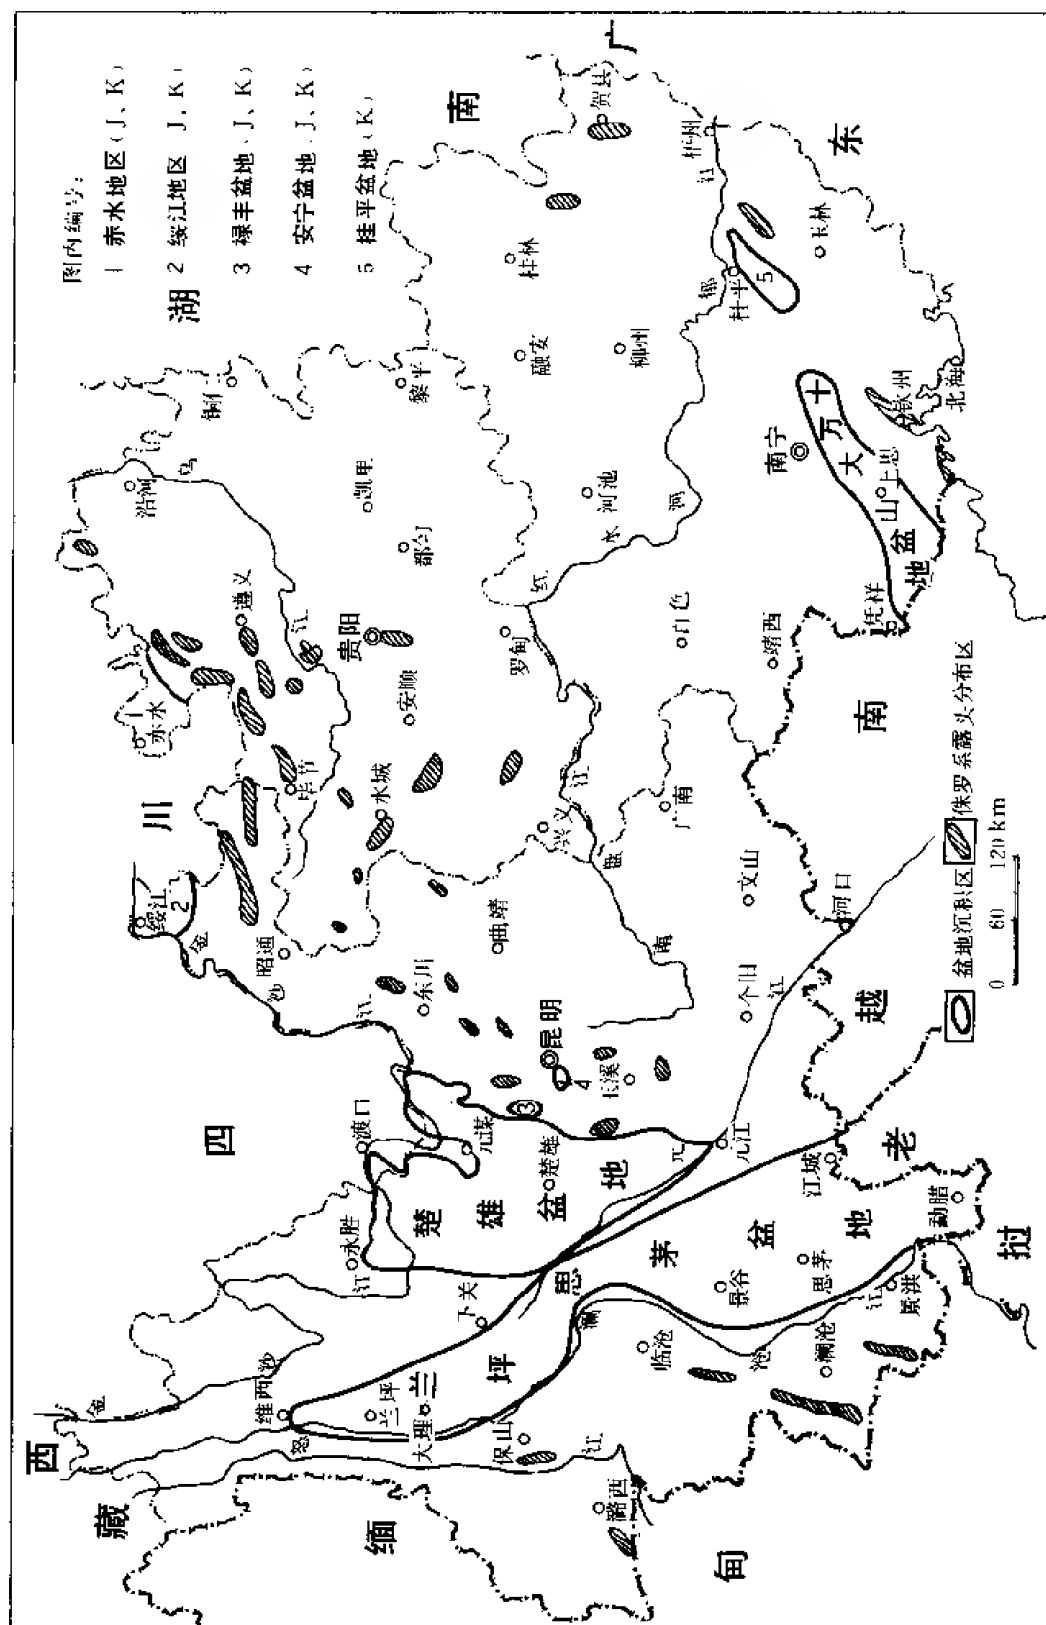 图内编号:
1 赤水地区(J、K)
2 绥江地区 J、K)
3 禄丰盆地(J、K)
4 安宁盆地(J、K)
5 桂平盆地(K)
西
藏
四
川
湖
南
广
东
缅
甸
老
挝
越
南
金
沙
江
金
沙
江
怒
江
澜
沧
江
元
江
南
盘
江
红
水
河
乌
江
郁
江
维西
兰坪
大理
保山
潞西
下关
永胜
渡口
元谋
楚雄
临沧
澜沧
景谷
思茅
景洪
勐腊
江城
元江
玉溪
昆明
东川
昭通
绥江
曲靖
个旧
文山
河口
广南
兴义
水城
毕节
赤水
遵义
沿河
铜仁
贵阳
安顺
都匀
凯里
黎平
罗甸
河池
融安
桂林
柳州
贺县
梧州
桂平
玉林
南宁
百色
靖西
凭祥
上思
钦州
北海
兰
坪
思
茅
盆
地
楚
雄
盆
地
十
万
大
山
盆
地
1
2
3
4
5
盆地沉积区
侏罗系露头分布区
0 60 120 km